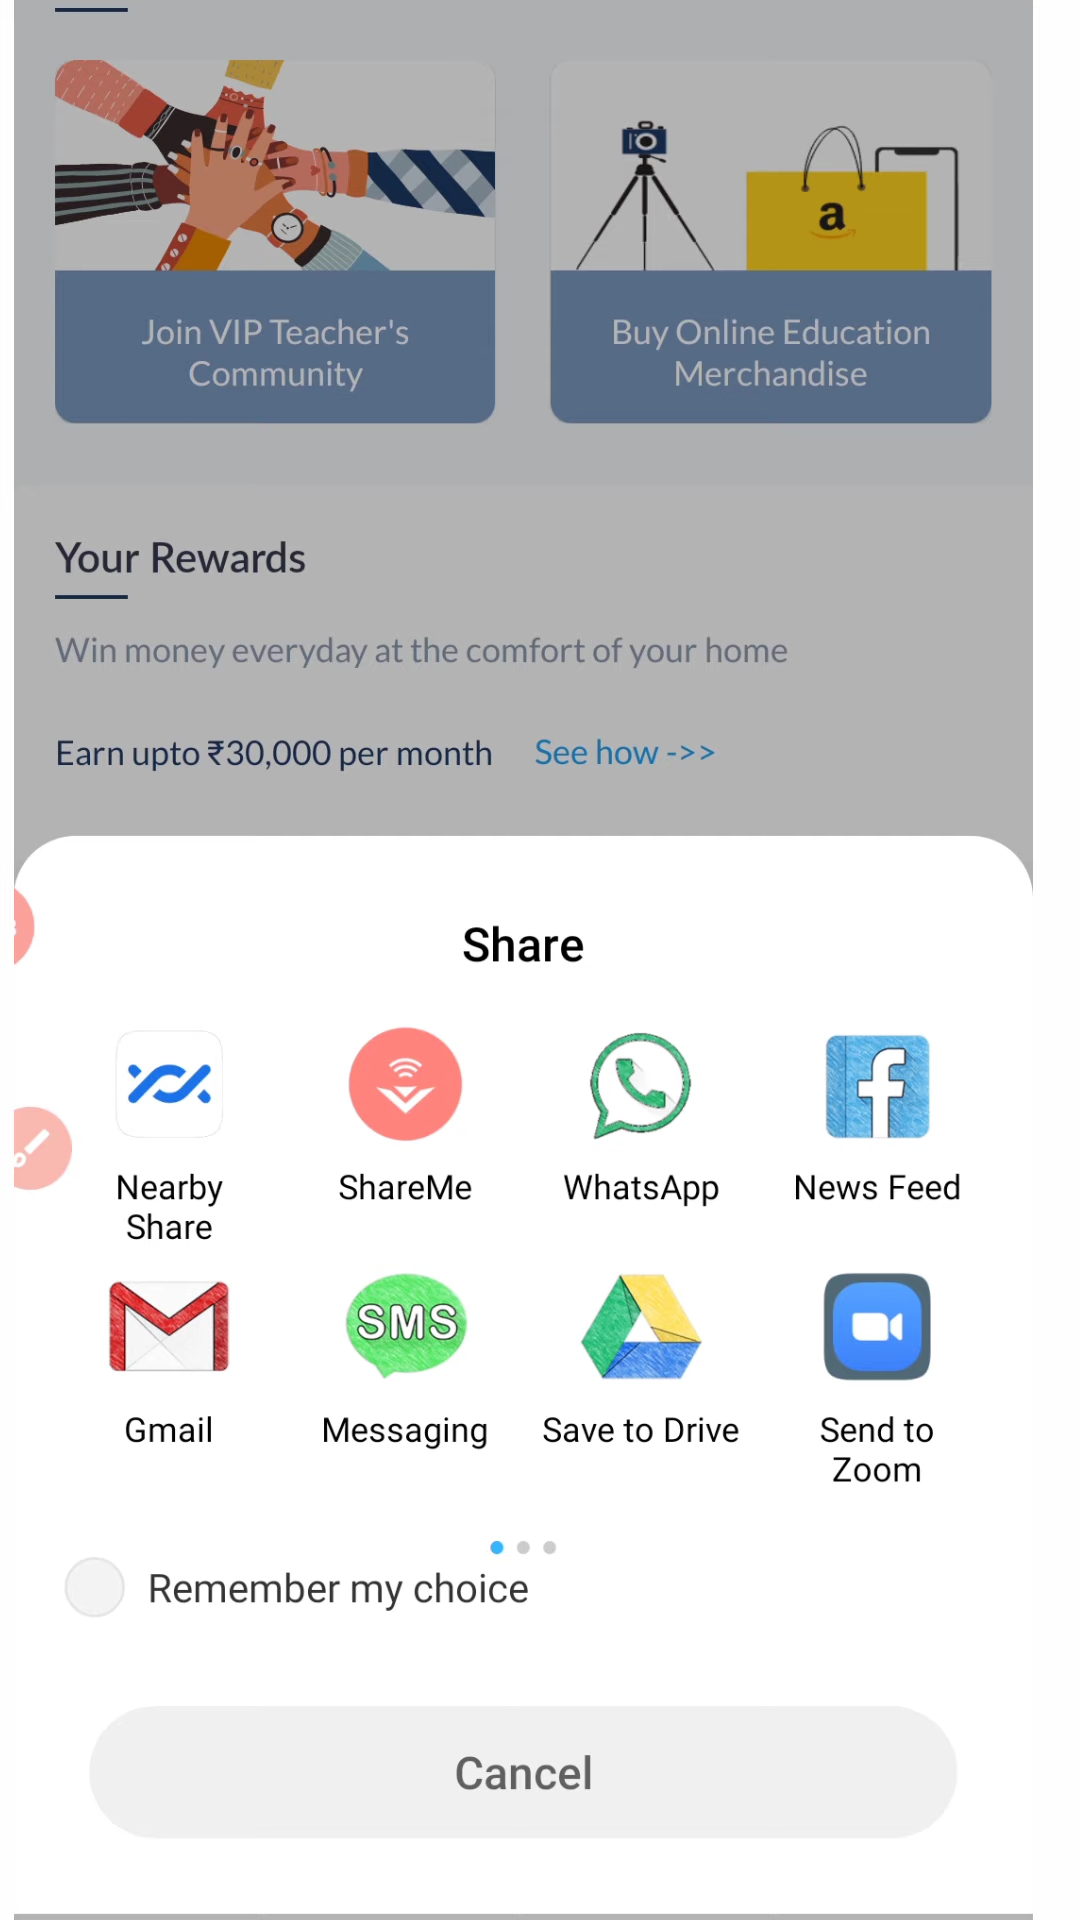 a
Join VIP Teacher's
Community
Buy Online Education
Merchandise
Your Rewards
Win money everyday at the comfort of your home
Earn upto ₹30,000 per month See how ->>
Share
Nearby
Share
ShareMe
WhatsApp
f
News Feed
Gmail
SMS
Messaging
Save to Drive
Send to
Zoom
Remember my choice
Cancel